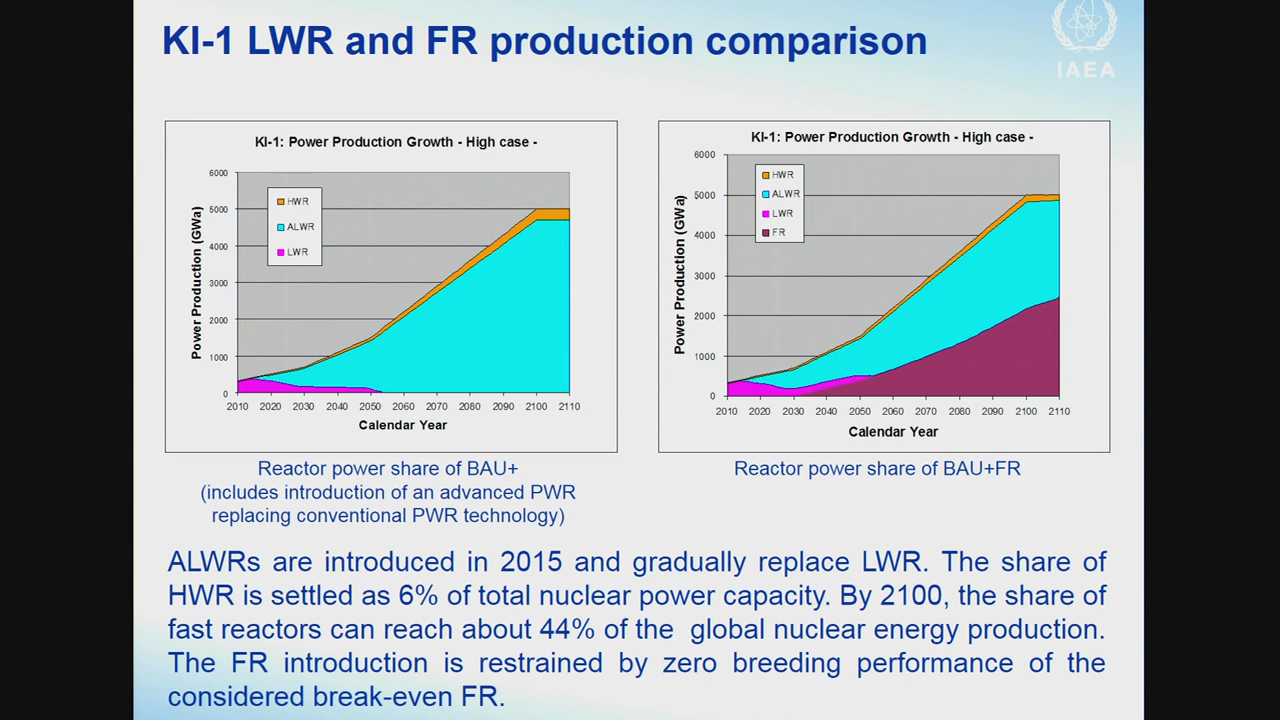 KI-1 LWR and FR production comparison
IAEA
KI-1: Power Production Growth - High case -
Power Production (GWa)
6000
5000
4000
3000
2000
1000
0
HWR
ALWR
LWR
2010 2020 2030 2040 2050 2060 2070 2080 2090 2100 2110
Calendar Year
Reactor power share of BAU+
(includes introduction of an advanced PWR
replacing conventional PWR technology)
KI-1: Power Production Growth - High case -
Power Production (GWa)
6000
5000
4000
3000
2000
1000
0
HWR
ALWR
LWR
FR
2010 2020 2030 2040 2050 2060 2070 2080 2090 2100 2110
Calendar Year
Reactor power share of BAU+FR
ALWRs are introduced in 2015 and gradually replace LWR. The share of
HWR is settled as 6% of total nuclear power capacity. By 2100, the share of
fast reactors can reach about 44% of the global nuclear energy production.
The FR introduction is restrained by zero breeding performance of the
considered break-even FR.